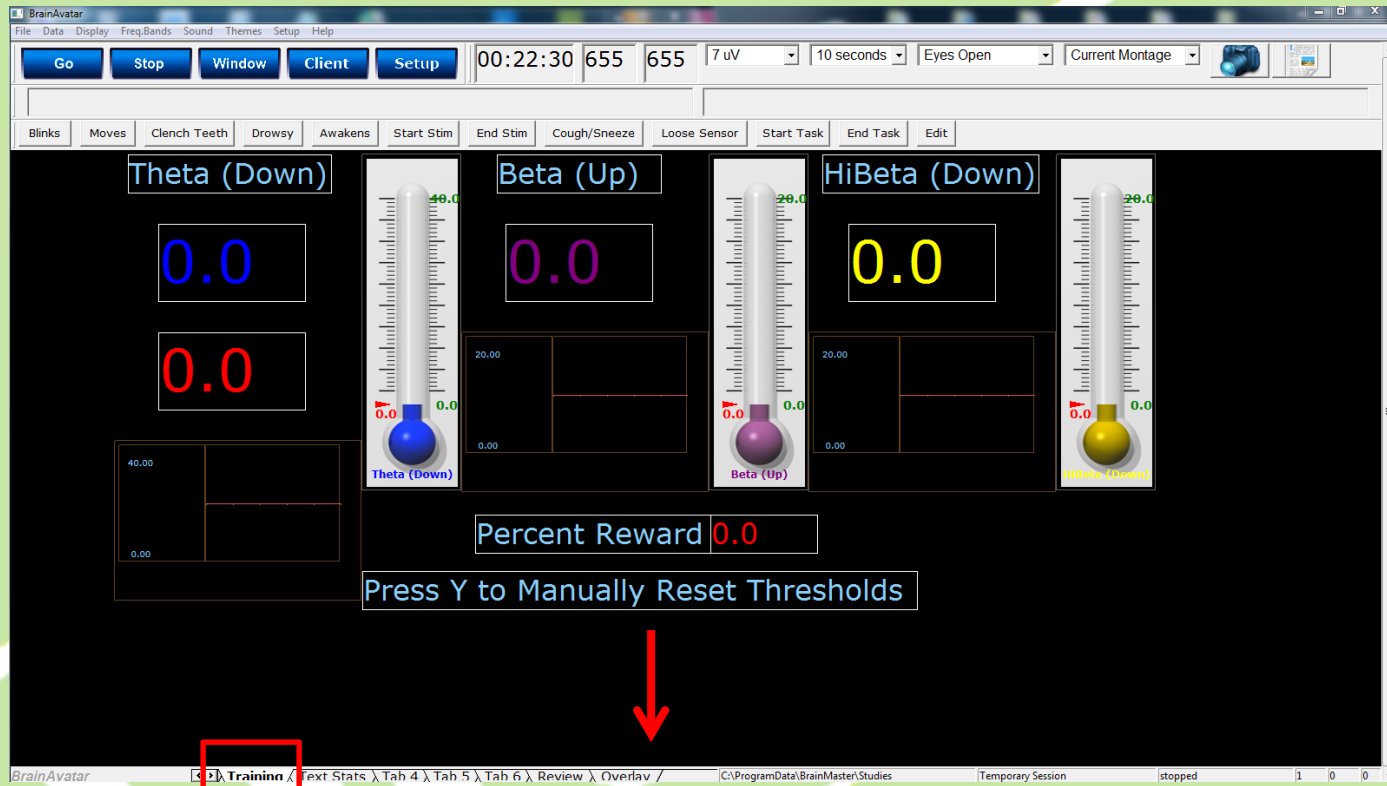 BrainAvatar
File Data Display Freq.Bands Sound Themes Setup Help
Go Stop Window Client Setup 00:22:30 655 655 7 uV 10 seconds Eyes Open Current Montage
Blinks Moves Clench Teeth Drowsy Awakens Start Stim End Stim Cough/Sneeze Loose Sensor Start Task End Task Edit
Theta (Down) Beta (Up) HiBeta (Down)
40.0 20.0 20.0
0.0 0.0 0.0
0.0
20.00 20.00
0.0 0.0 0.0 0.0 0.0 0.0
0.00 0.00
40.00
Theta (Down) Beta (Up) HiBeta (Down)
Percent Reward 0.0
0.00
Press Y to Manually Reset Thresholds
BrainAvatar Training Text Stats Tab 4 Tab 5 Tab 6 Review Overlay C:\ProgramData\BrainMaster\Studies Temporary Session stopped 1 0 0